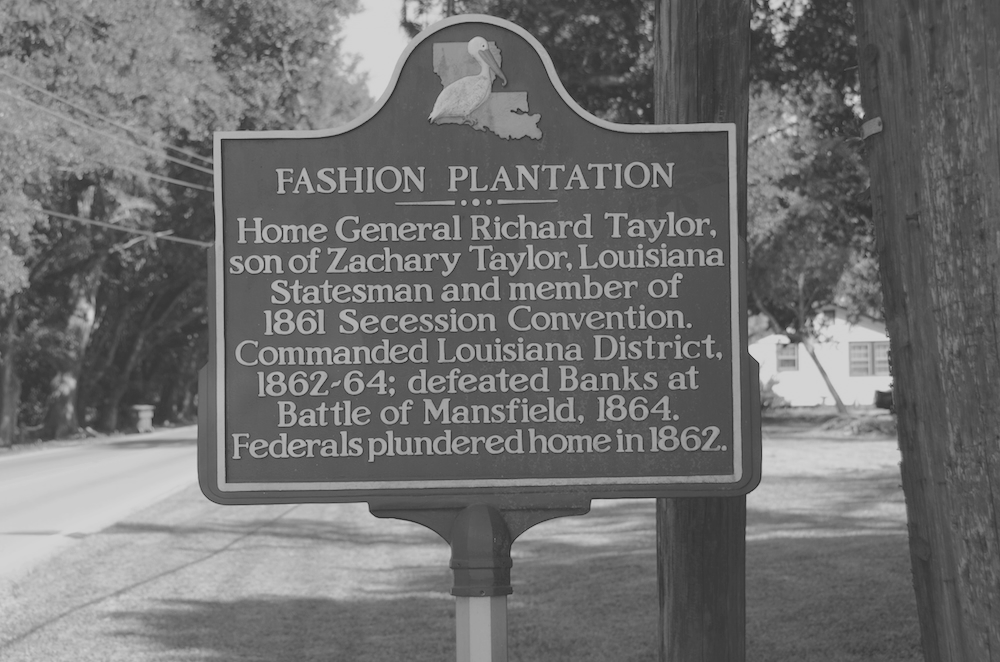 FASHION PLANTATION
Home General Richard Taylor,
son of Zachary Taylor, Louisiana
Statesman and member of
1861 Secession Convention.
Commanded Louisiana District,
1862-64; defeated Banks at
Battle of Mansfield, 1864.
Federals plundered home in 1862.